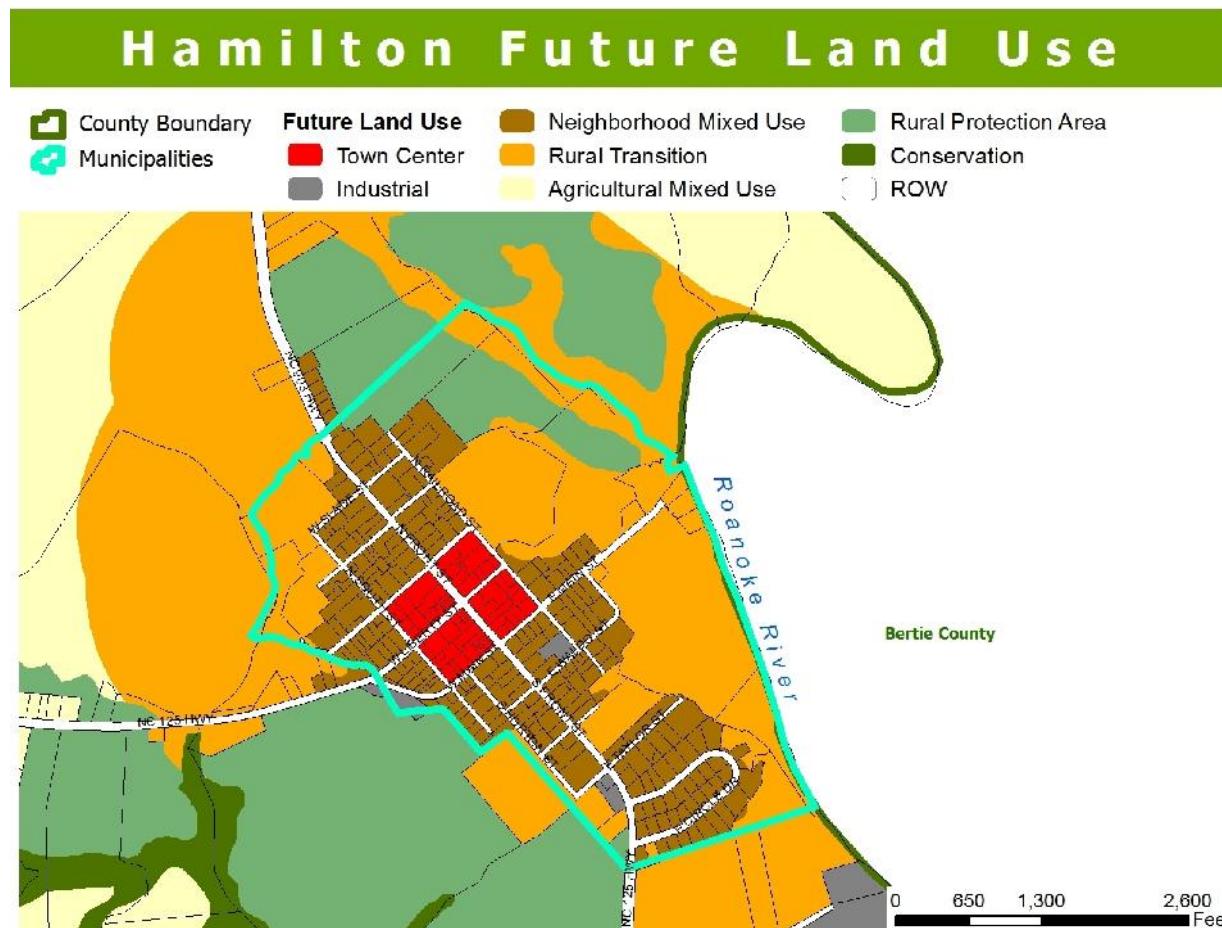 Hamilton Future Land Use
County Boundary
Municipalities
Future Land Use
Town Center
Industrial
Neighborhood Mixed Use
Rural Transition
Agricultural Mixed Use
Rural Protection Area
Conservation
ROW
Roanoke River
Bertie County
NC 125 HWY
0 650 1,300 2,600
Fee